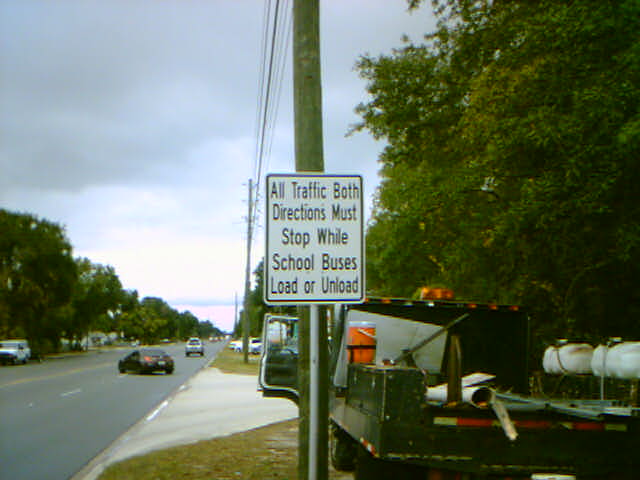 All Traffic Both
Directions Must
Stop While
School Buses
Load or Unload